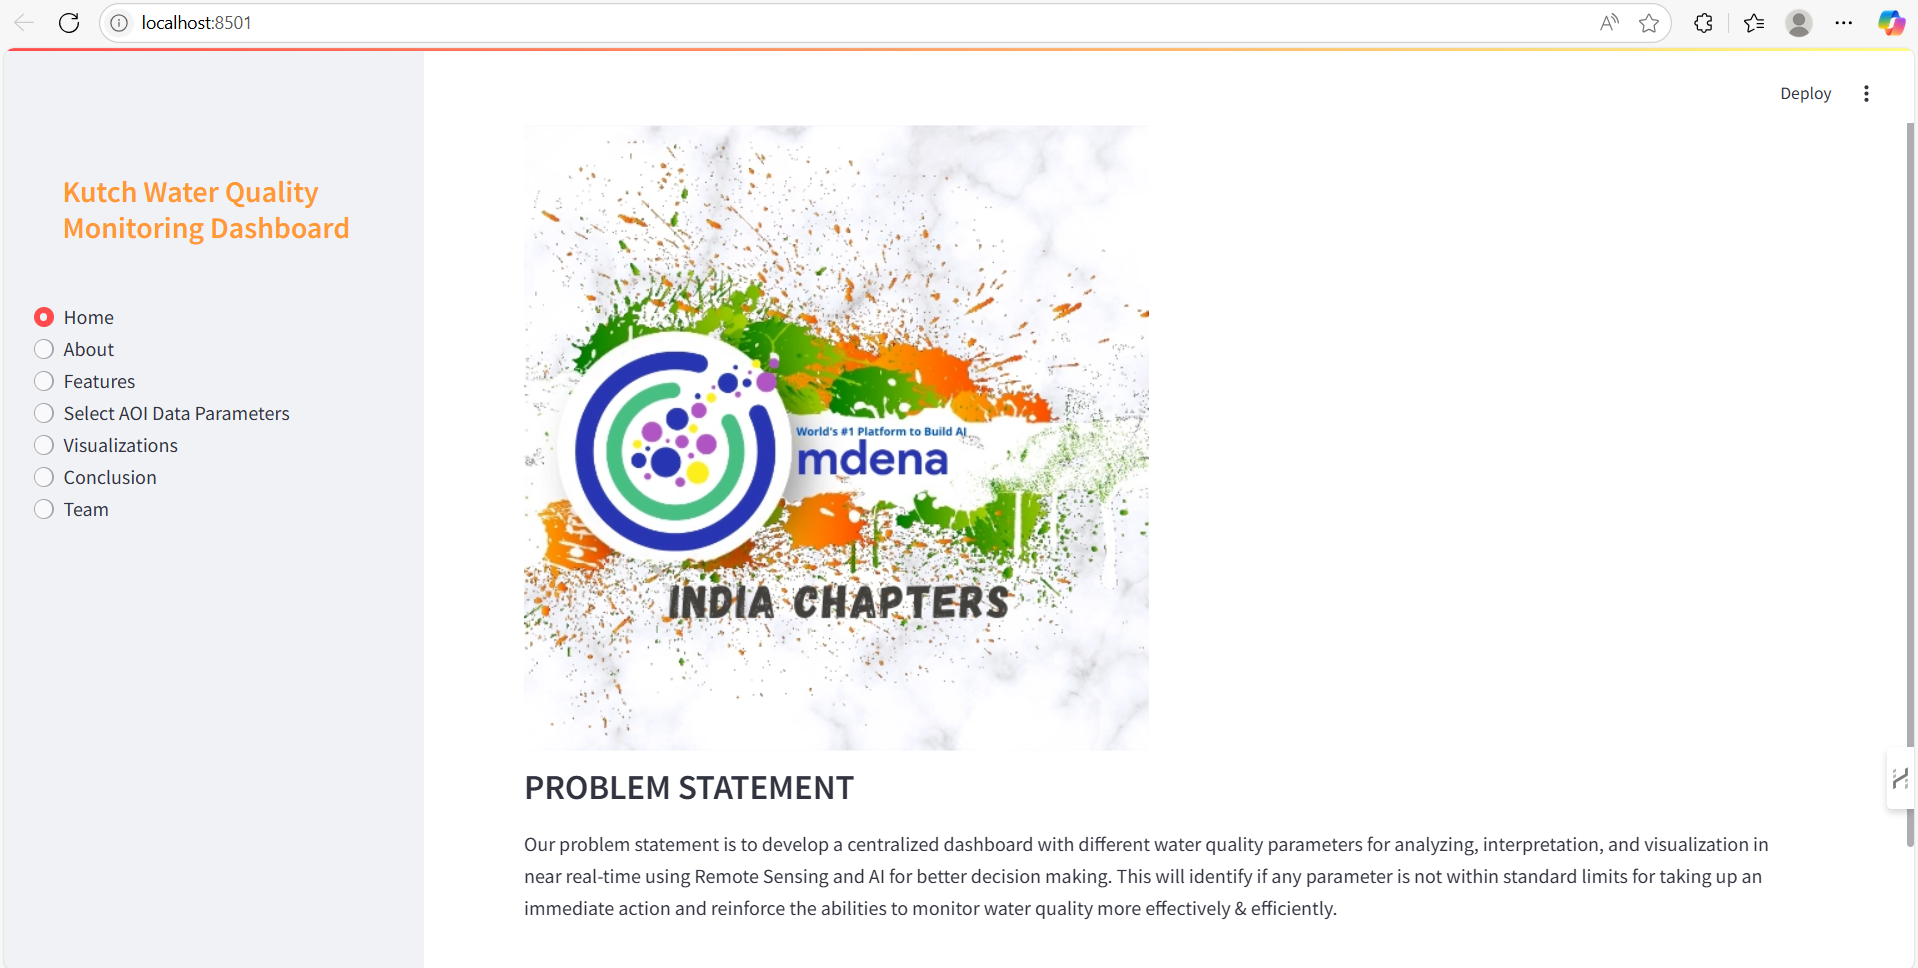 localhost:8501
Deploy
Kutch Water Quality
Monitoring Dashboard
Home
About
Features
Select AOI Data Parameters
Visualizations
Conclusion
Team
World's #1 Platform to Build AI
mdena
INDIA CHAPTERS
PROBLEM STATEMENT
Our problem statement is to develop a centralized dashboard with different water quality parameters for analyzing, interpretation, and visualization in
near real-time using Remote Sensing and AI for better decision making. This will identify if any parameter is not within standard limits for taking up an
immediate action and reinforce the abilities to monitor water quality more effectively & efficiently.